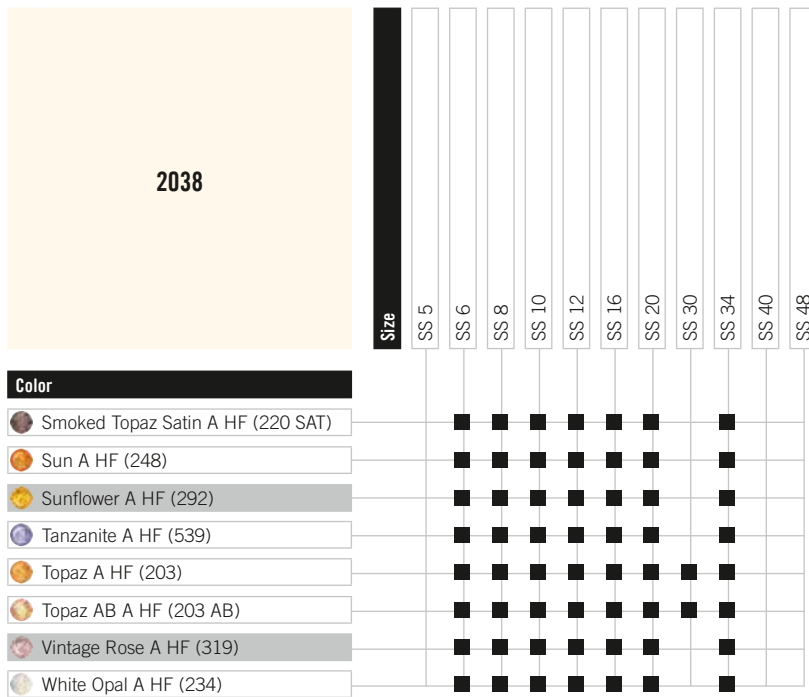 2038
Size
SS 5
SS 6
SS 8
SS 10
SS 12
SS 16
SS 20
SS 30
SS 34
SS 40
SS 48
Color
Smoked Topaz Satin A HF (220 SAT)
Sun A HF (248)
Sunflower A HF (292)
Tanzanite A HF (539)
Topaz A HF (203)
Topaz AB A HF (203 AB)
Vintage Rose A HF (319)
White Opal A HF (234)